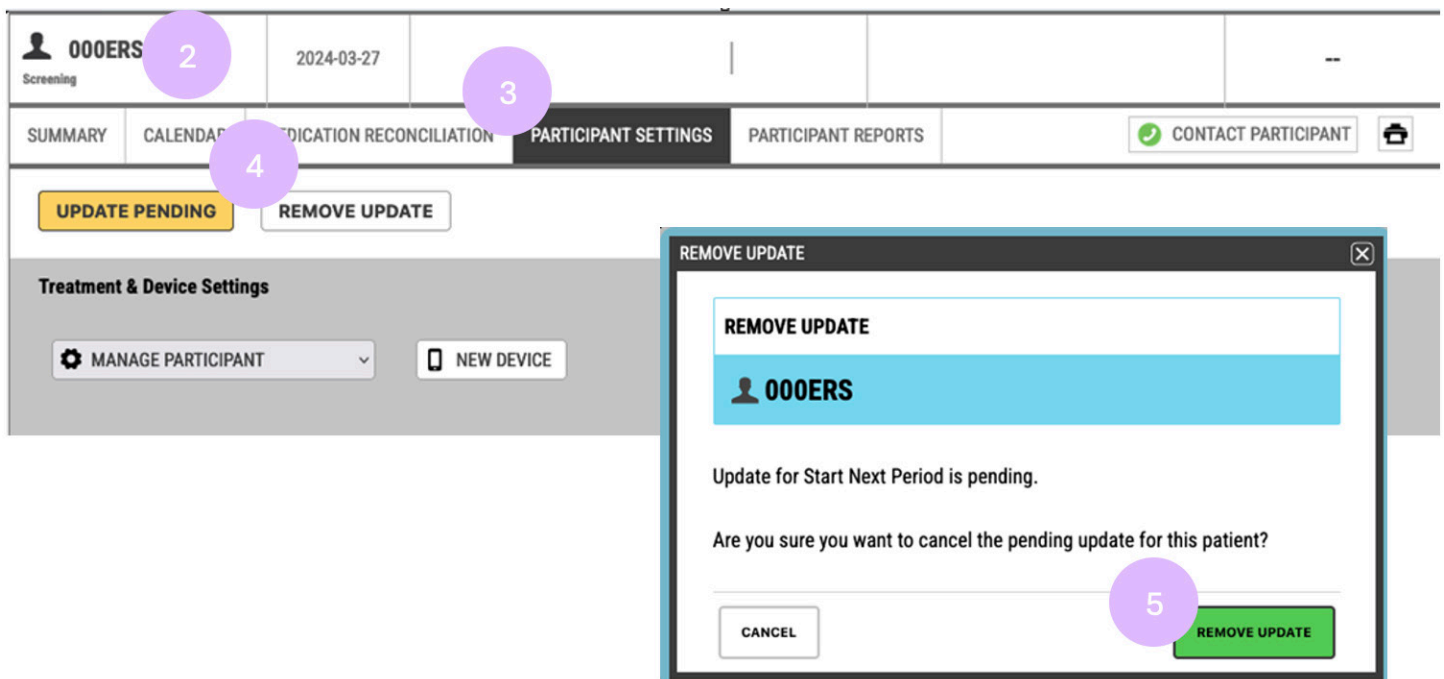 000ERS
2
2024-03-27
--
Screening
3
SUMMARY
CALENDAR
MEDICATION RECONCILIATION
PARTICIPANT SETTINGS
PARTICIPANT REPORTS
CONTACT PARTICIPANT
4
UPDATE PENDING
REMOVE UPDATE
Treatment & Device Settings
MANAGE PARTICIPANT
NEW DEVICE
REMOVE UPDATE
REMOVE UPDATE
000ERS
Update for Start Next Period is pending.
Are you sure you want to cancel the pending update for this patient?
5
CANCEL
REMOVE UPDATE